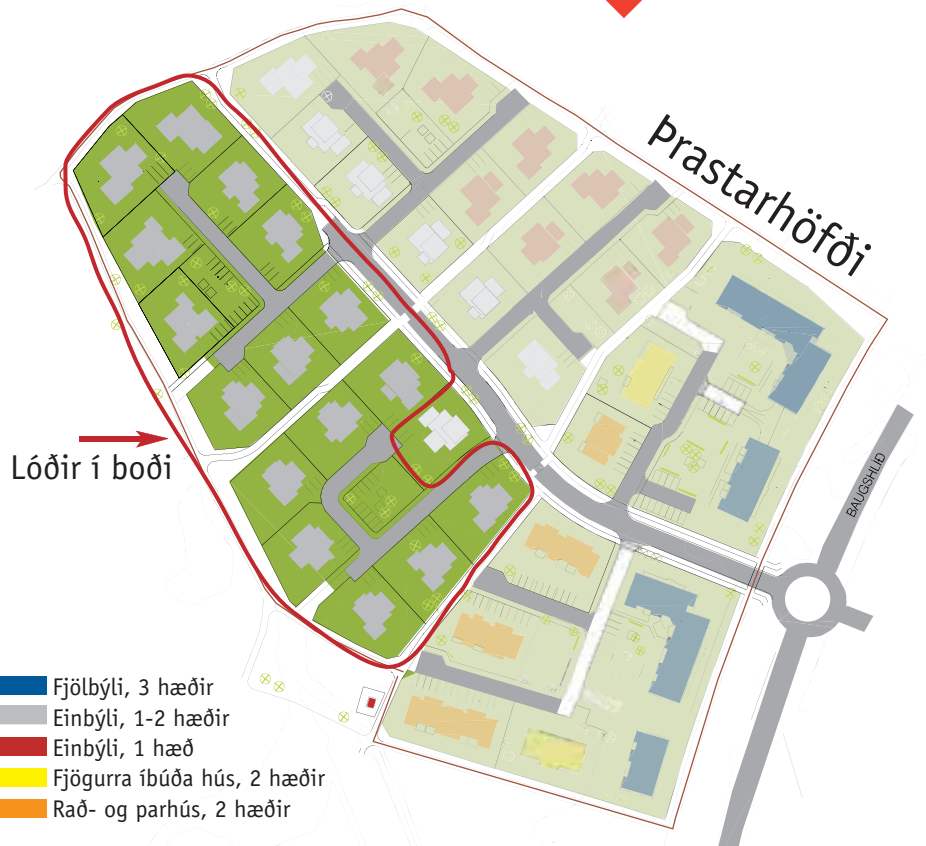 Þrastarhöfði
BAUGSHLÍÐ
Lóðir í boði
Fjölbýli, 3 hæðir
Einbýli, 1-2 hæðir
Einbýli, 1 hæð
Fjögurra íbúða hús, 2 hæðir
Rað- og parhús, 2 hæðir